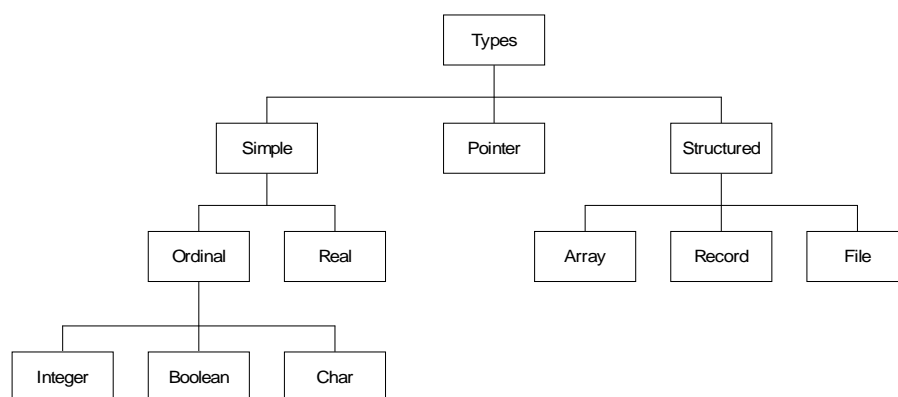 Types
Simple
Pointer
Structured
Ordinal
Real
Array
Record
File
Integer
Boolean
Char